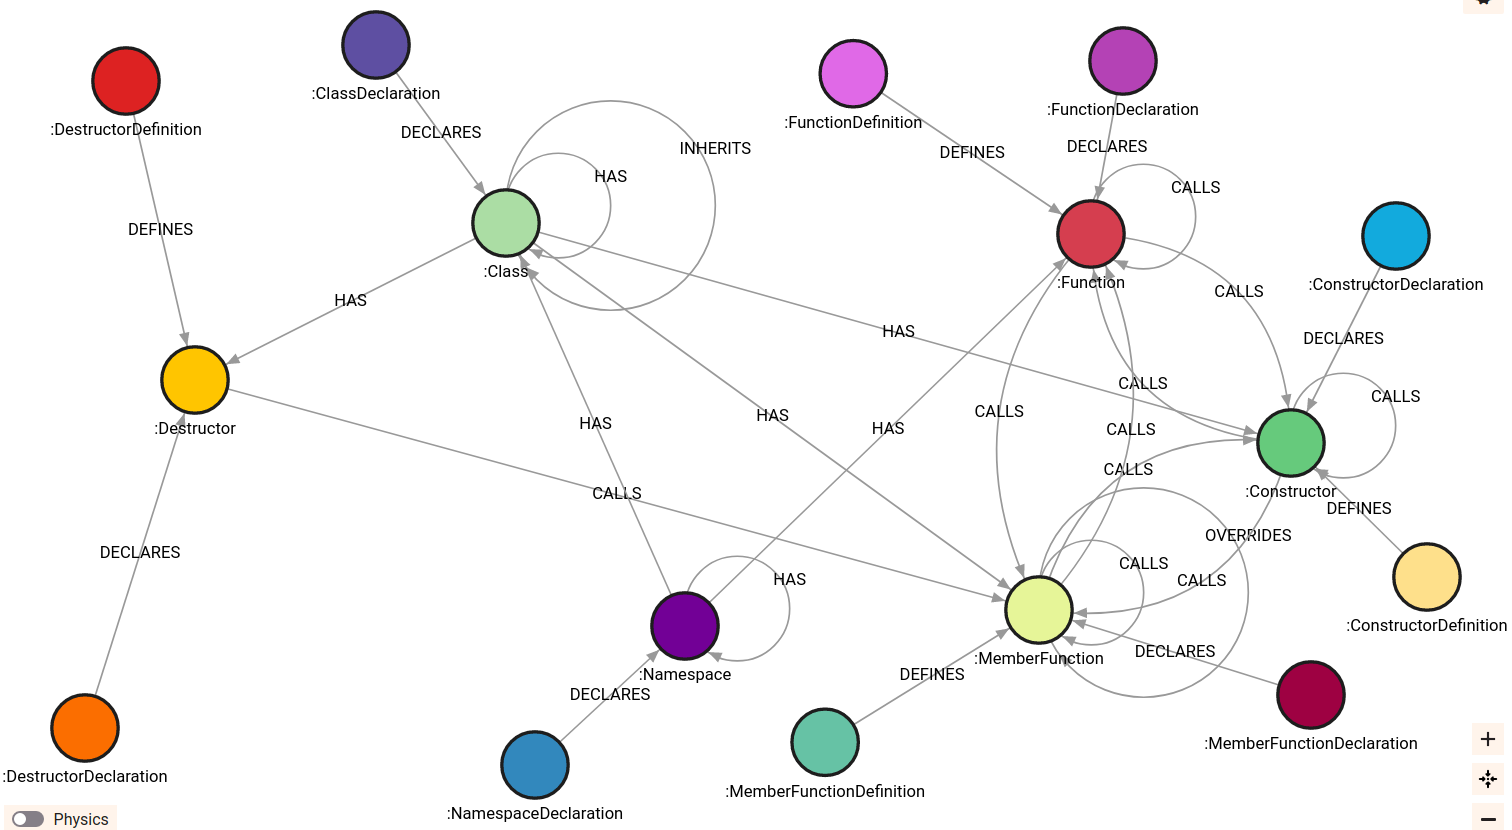 :ClassDeclaration
:DestructorDefinition
:FunctionDefinition
:FunctionDeclaration
DECLARES
INHERITS
DEFINES
DECLARES
HAS
CALLS
DEFINES
:Class
:Function
:ConstructorDeclaration
HAS
CALLS
HAS
DECLARES
CALLS
CALLS
CALLS
HAS
HAS
HAS
:Destructor
CALLS
CALLS
CALLS
:Constructor
DEFINES
OVERRIDES
DECLARES
CALLS
HAS
CALLS
:ConstructorDefinition
DECLARES
:MemberFunction
:Namespace
DEFINES
DECLARES
:MemberFunctionDeclaration
:DestructorDeclaration
:MemberFunctionDefinition
:NamespaceDeclaration
Physics